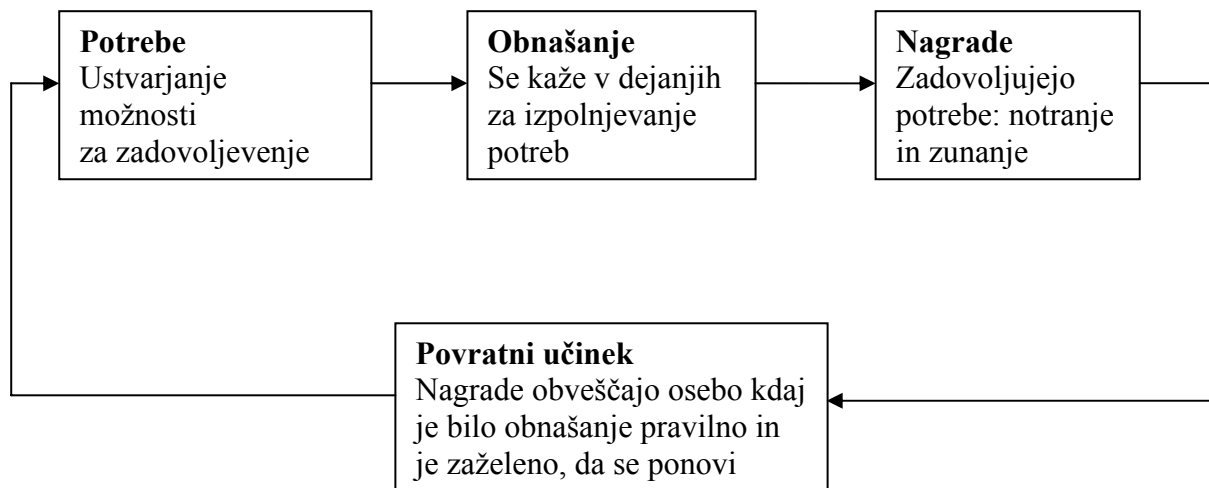 Potrebe
Ustvarjanje
možnosti
za zadovoljevenje
Obnašanje
Se kaže v dejanjih
za izpolnjevanje
potreb
Nagrade
Zadovoljujejo
potrebe: notranje
in zunanje
Povratni učinek
Nagrade obveščajo osebo kdaj
je bilo obnašanje pravilno in
je zaželeno, da se ponovi